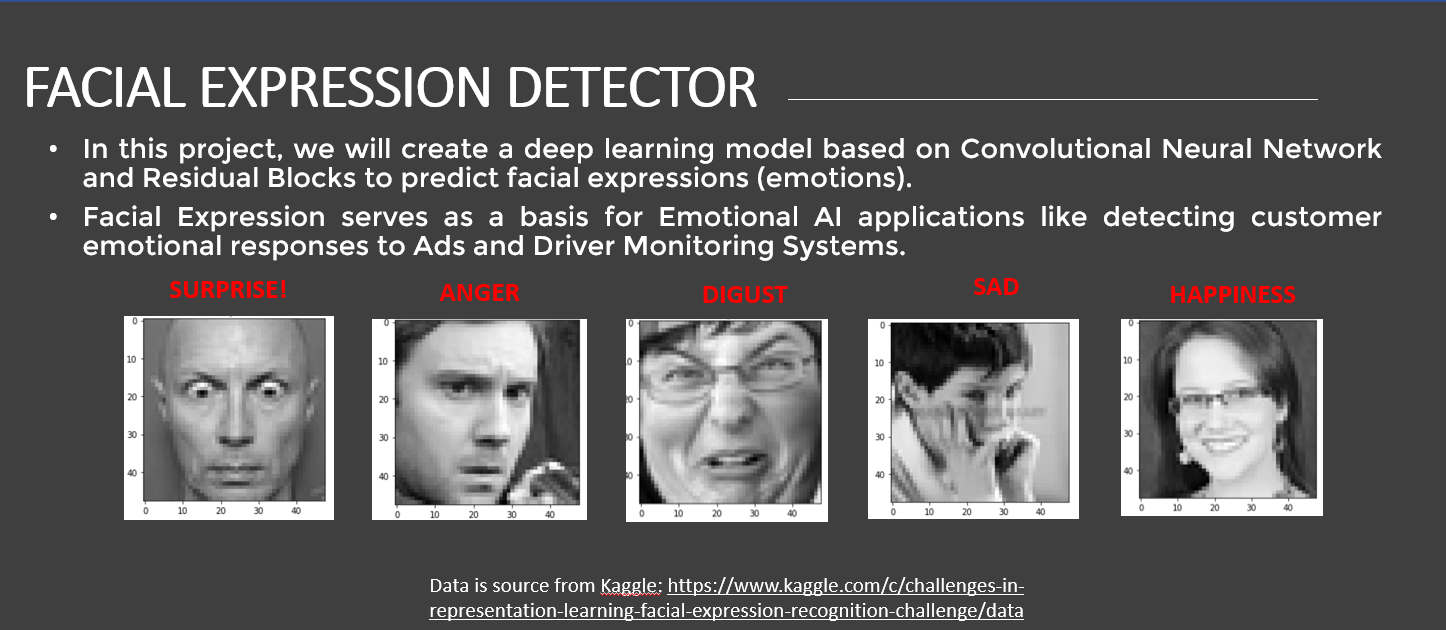 FACIAL EXPRESSION DETECTOR
• In this project, we will create a deep learning model based on Convolutional Neural Network
and Residual Blocks to predict facial expressions (emotions).
• Facial Expression serves as a basis for Emotional AI applications like detecting customer
emotional responses to Ads and Driver Monitoring Systems.
SURPRISE!
0
10
20
30
40
0 10 20 30 40
ANGER
0
10
20
30
40
0 10 20 30 40
DIGUST
0
0
20
30
40
0 10 20 30 40
SAD
0
10
20
30
40
0 10 20 30 40
HAPPINESS
0
10
20
30
40
0 10 20 30 40
Data is source from Kaggle: https://www.kaggle.com/c/challenges-in-
representation-learning-facial-expression-recognition-challenge/data